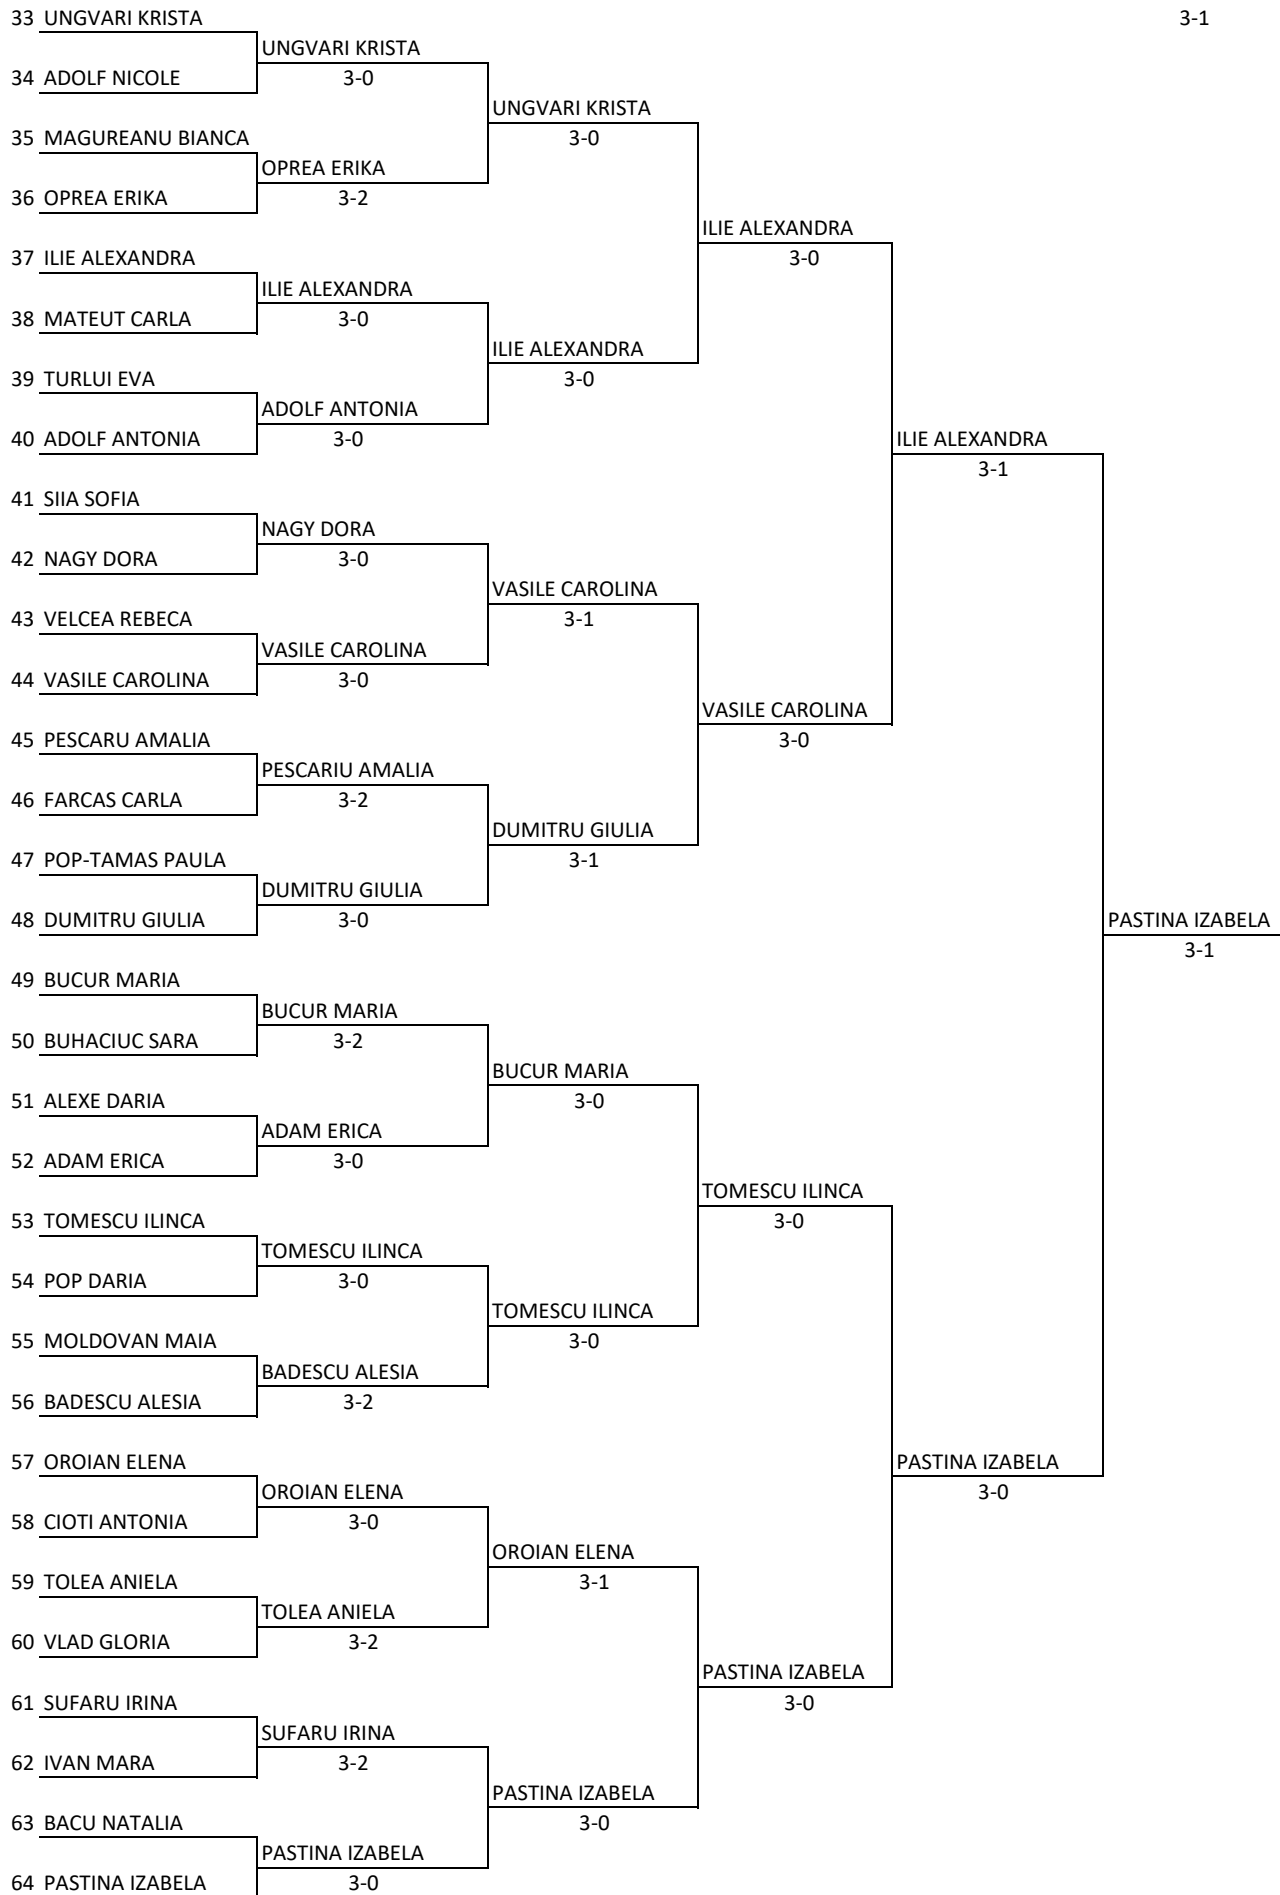 33 UNGVARI KRISTA
3-1
UNGVARI KRISTA
34 ADOLF NICOLE
3-0
UNGVARI KRISTA
35 MAGUREANU BIANCA
3-0
OPREA ERIKA
36 OPREA ERIKA
3-2
ILIE ALEXANDRA
37 ILIE ALEXANDRA
3-0
ILIE ALEXANDRA
38 MATEUT CARLA
3-0
ILIE ALEXANDRA
39 TURLUI EVA
3-0
ADOLF ANTONIA
40 ADOLF ANTONIA
3-0
ILIE ALEXANDRA
3-1
41 SIIA SOFIA
NAGY DORA
42 NAGY DORA
3-0
VASILE CAROLINA
43 VELCEA REBECA
3-1
VASILE CAROLINA
44 VASILE CAROLINA
3-0
VASILE CAROLINA
45 PESCARU AMALIA
3-0
PESCARIU AMALIA
46 FARCAS CARLA
3-2
DUMITRU GIULIA
47 POP-TAMAS PAULA
3-1
DUMITRU GIULIA
48 DUMITRU GIULIA
3-0
PASTINA IZABELA
3-1
49 BUCUR MARIA
BUCUR MARIA
50 BUHACIUC SARA
3-2
BUCUR MARIA
51 ALEXE DARIA
3-0
ADAM ERICA
52 ADAM ERICA
3-0
TOMESCU ILINCA
53 TOMESCU ILINCA
3-0
TOMESCU ILINCA
54 POP DARIA
3-0
TOMESCU ILINCA
55 MOLDOVAN MAIA
3-0
BADESCU ALESIA
56 BADESCU ALESIA
3-2
57 OROIAN ELENA
PASTINA IZABELA
OROIAN ELENA
3-0
58 CIOTI ANTONIA
3-0
OROIAN ELENA
59 TOLEA ANIELA
3-1
TOLEA ANIELA
60 VLAD GLORIA
3-2
PASTINA IZABELA
61 SUFARU IRINA
3-0
SUFARU IRINA
62 IVAN MARA
3-2
PASTINA IZABELA
63 BACU NATALIA
3-0
PASTINA IZABELA
64 PASTINA IZABELA
3-0